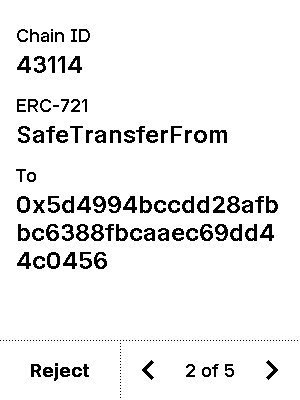 Chain ID
43114
ERC-721
SafeTransferFrom
To
0x5d4994bccdd28afb
bc6388fbcaaec69dd4
4c0456
Reject
2 of 5